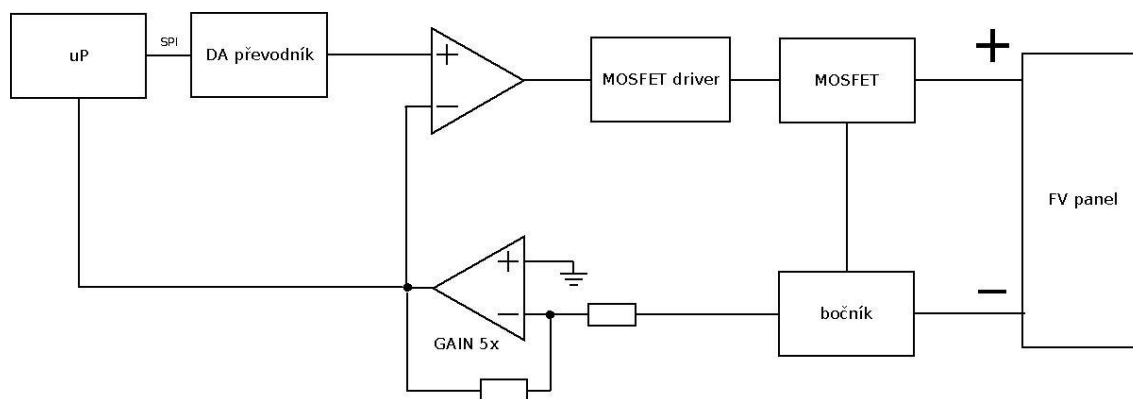 uP
SPI
DA převodník
+
−
MOSFET driver
MOSFET
+
FV panel
+
−
GAIN 5x
bočník
−